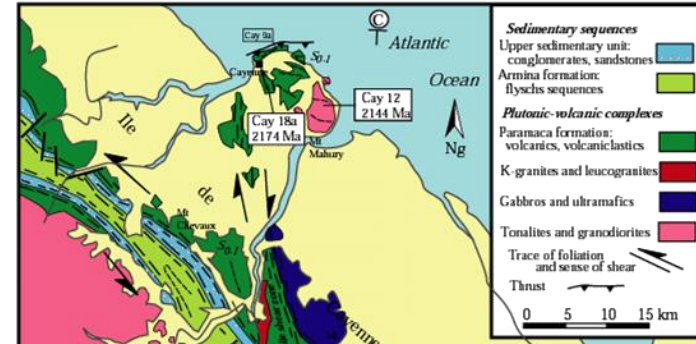 C
Cay 9a
S0.1
Atlantic
Ocean
Cayenne
Cay 12
2144 Ma
Cay 18a
2174 Ma
Mt
Mahury
Ng
Ile
de
Mt
Chevaux
S0.1
shear zone
Sedimentary sequences
Upper sedimentary unit:
conglomerates, sandstones
Armina formation:
flyschs sequences
Plutonic-volcanic complexes
Paramaca formation:
volcanics, volcaniclastics
K-granites and leucogranites
Gabbros and ultramafics
Tonalites and granodiorites
Trace of foliation
and sense of shear
Thrust
0 5 10 15 km